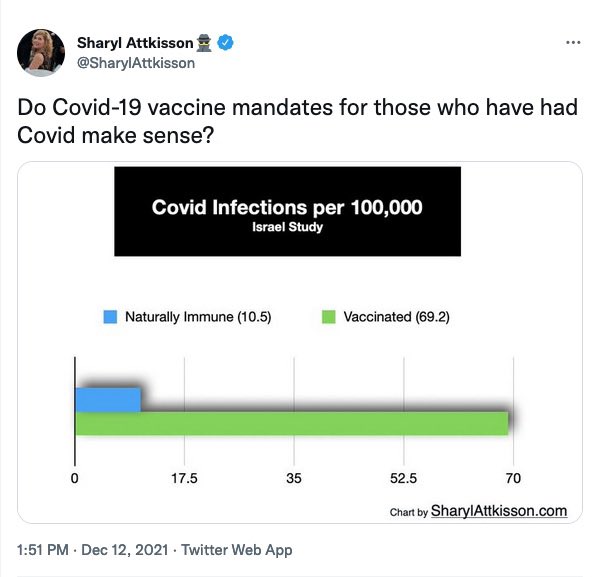 Sharyl Attkisson
@SharylAttkisson
Do Covid-19 vaccine mandates for those who have had
Covid make sense?
Covid Infections per 100,000
Israel Study
Naturally Immune (10.5) Vaccinated (69.2)
0 17.5 35 52.5 70
Chart by SharylAttkisson.com
1:51 PM · Dec 12, 2021 · Twitter Web App